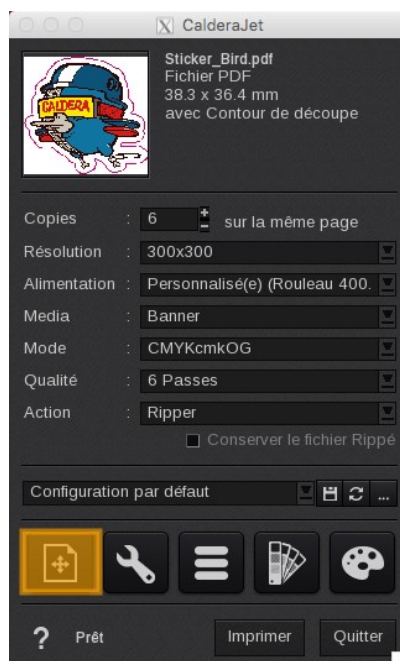 CalderaJet
Sticker_Bird.pdf
Fichier PDF
38.3 x 36.4 mm
avec Contour de découpe
CALDERA
Copies : 6 sur la même page
Résolution : 300x300
Alimentation : Personnalisé(e) (Rouleau 400.
Media : Banner
Mode : CMYKcmkOG
Qualité : 6 Passes
Action : Ripper
Conserver le fichier Rippé
Configuration par défaut ...
? Prêt Imprimer Quitter